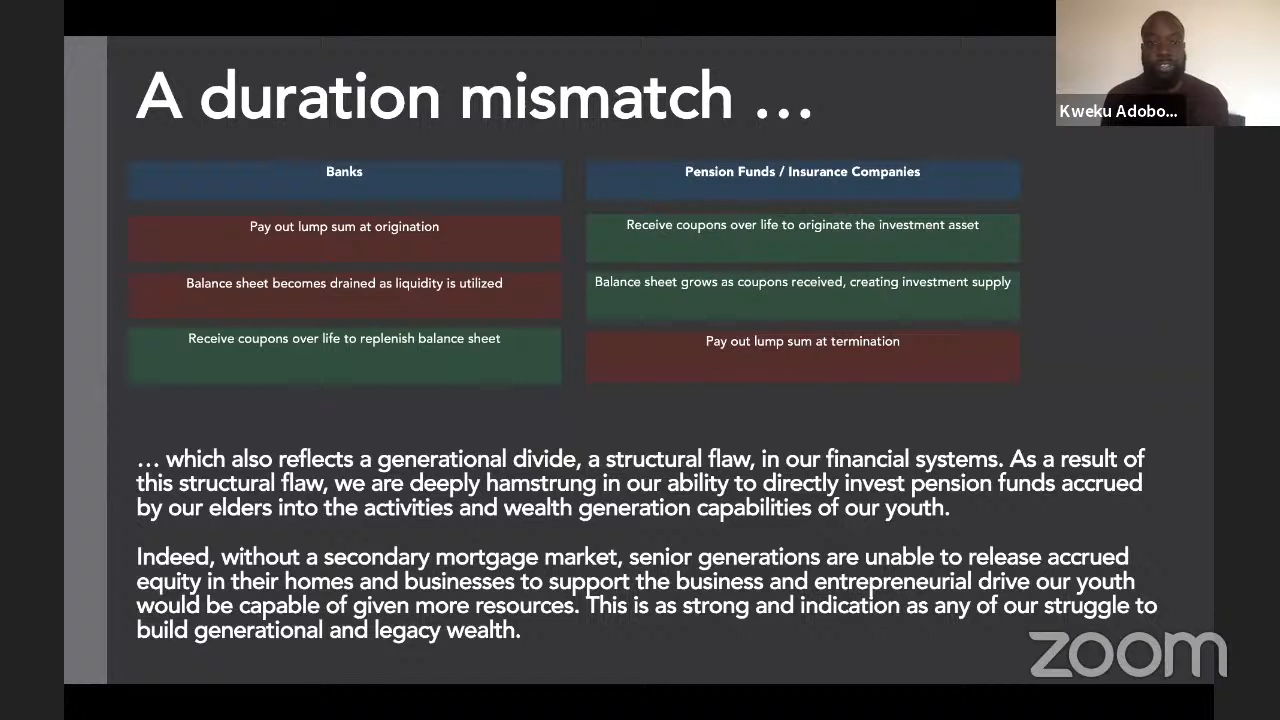 A duration mismatch …
Kweku Adobo...
Banks
Pension Funds / Insurance Companies
Pay out lump sum at origination
Receive coupons over life to originate the investment asset
Balance sheet becomes drained as liquidity is utilized
Balance sheet grows as coupons received, creating investment supply
Receive coupons over life to replenish balance sheet
Pay out lump sum at termination
… which also reflects a generational divide, a structural flaw, in our financial systems. As a result of
this structural flaw, we are deeply hamstrung in our ability to directly invest pension funds accrued
by our elders into the activities and wealth generation capabilities of our youth.
Indeed, without a secondary mortgage market, senior generations are unable to release accrued
equity in their homes and businesses to support the business and entrepreneurial drive our youth
would be capable of given more resources. This is as strong and indication as any of our struggle to
build generational and legacy wealth.
zoom